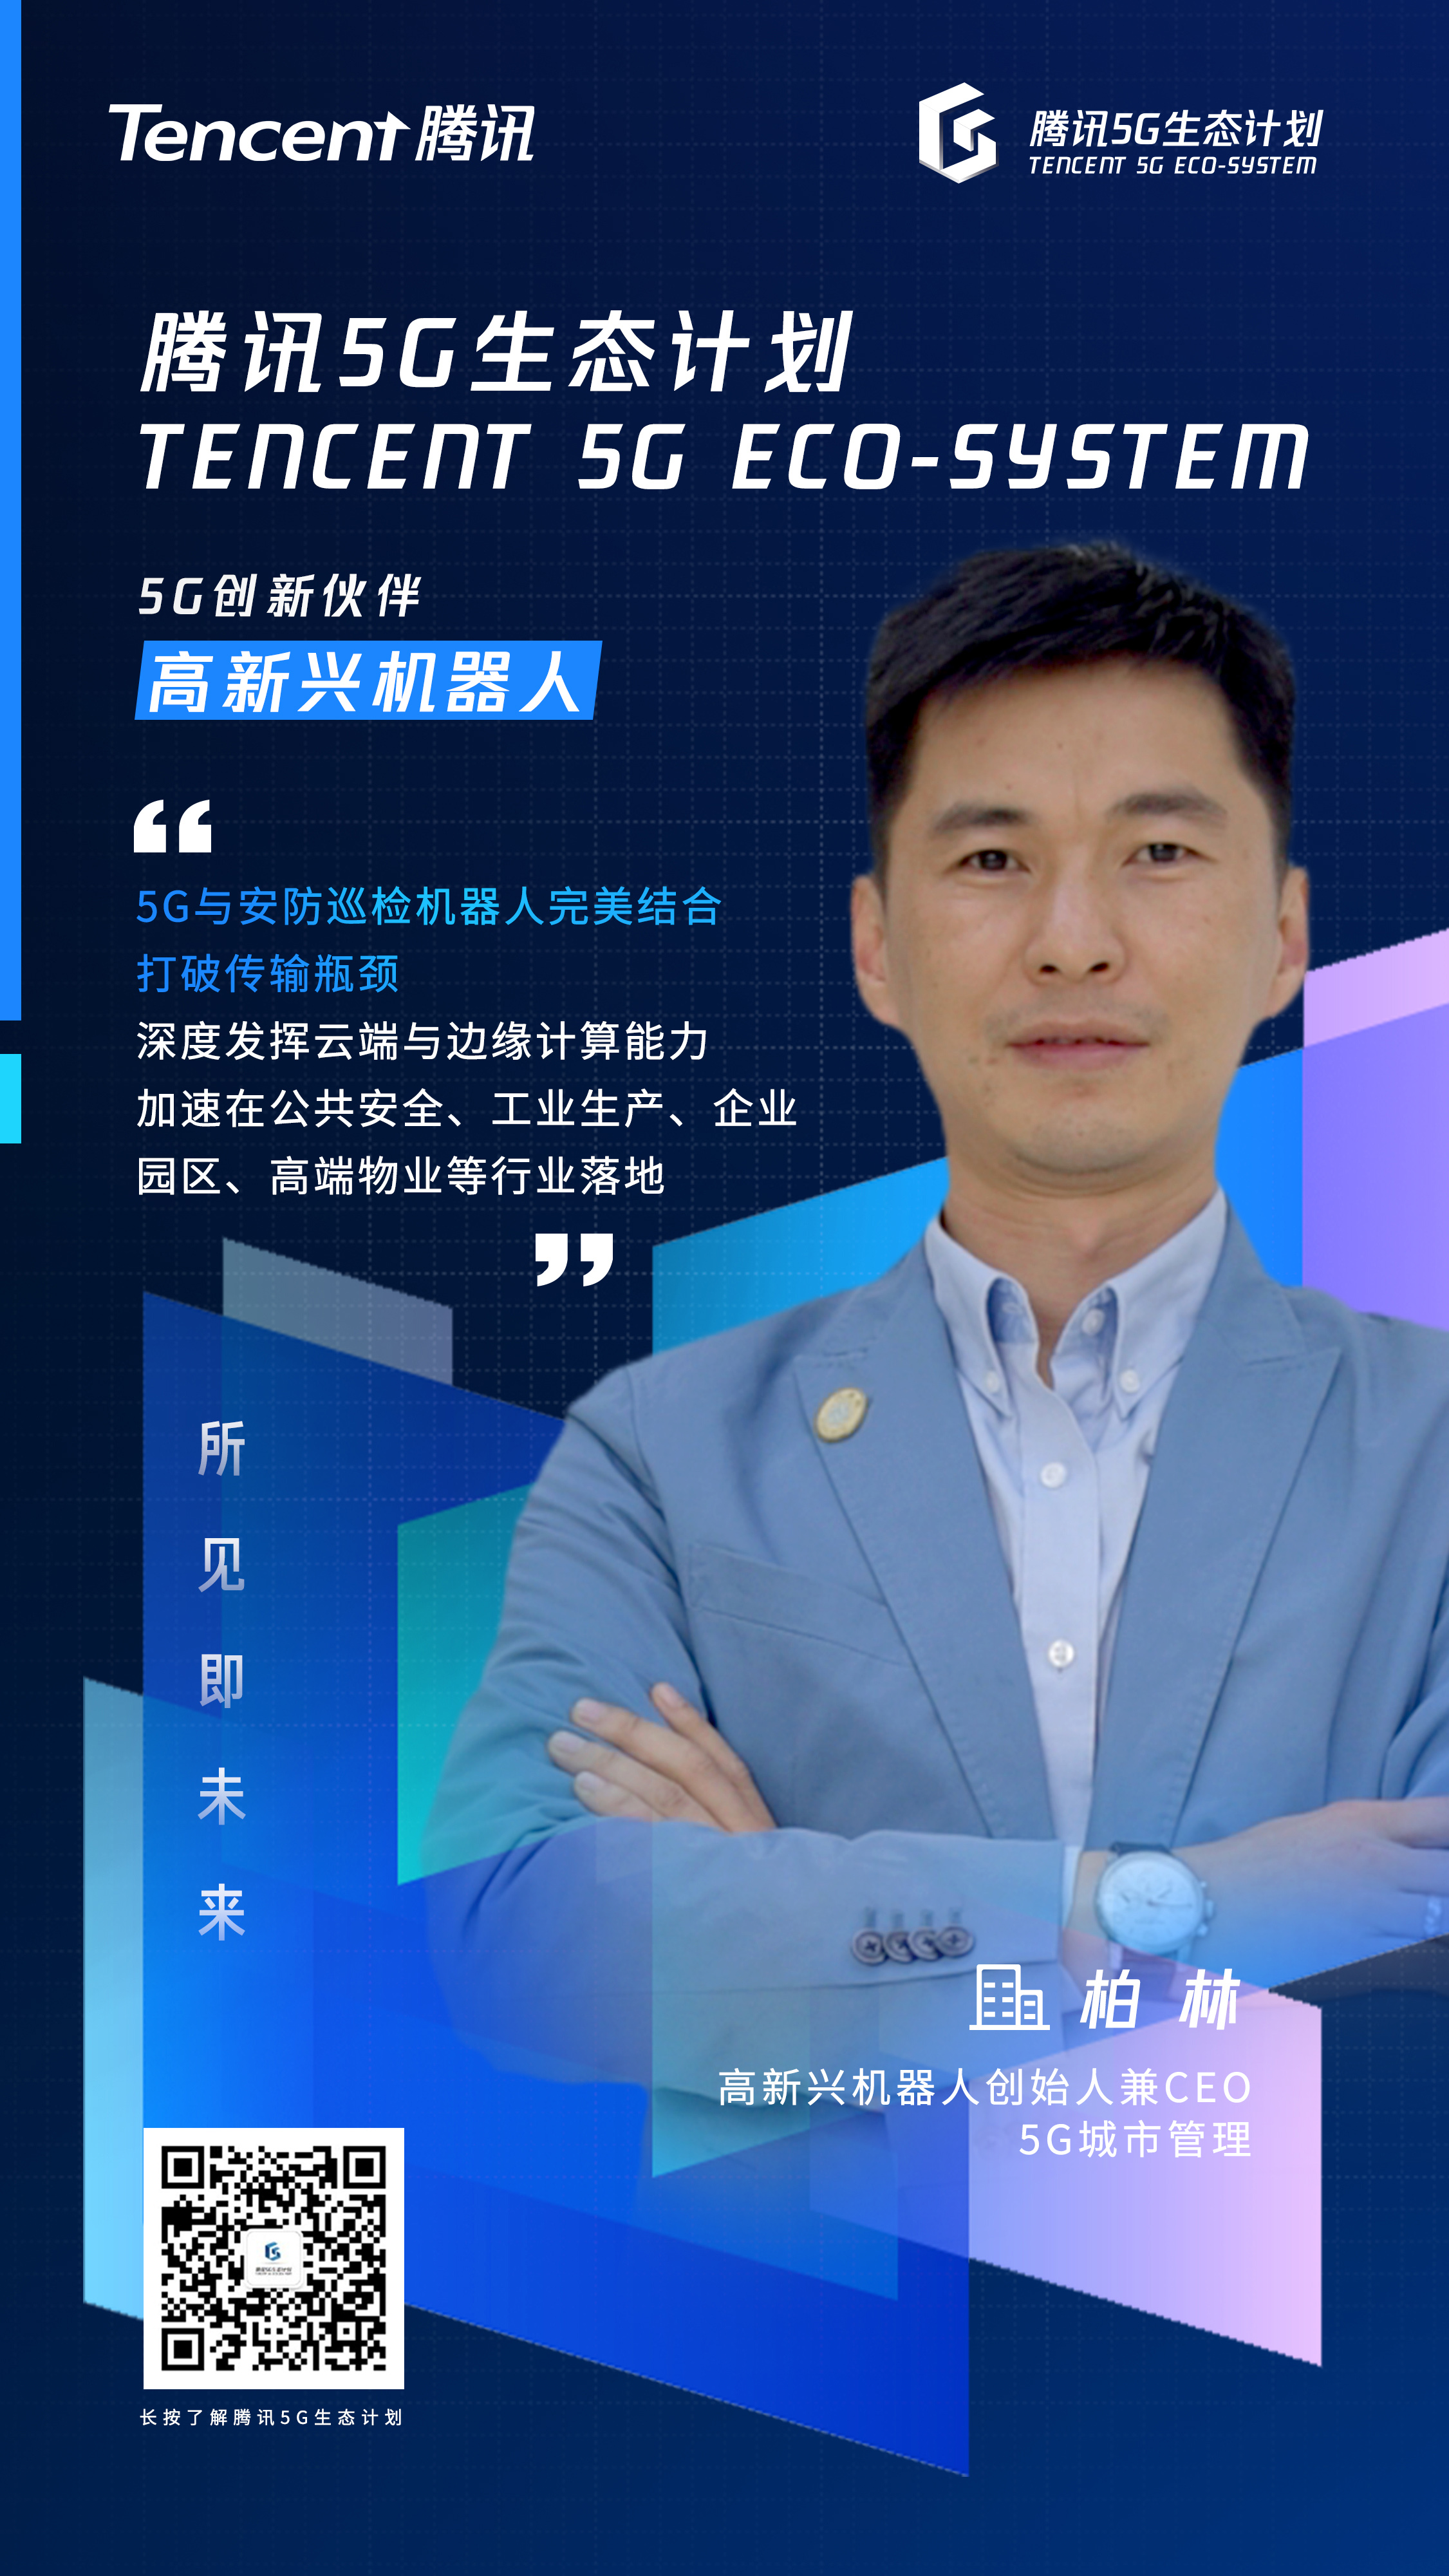 Tencent 腾讯
腾讯5G生态计划
TENCENT 5G ECO-SYSTEM
腾讯5G生态计划
TENCENT 5G ECO-SYSTEM
5G创新伙伴
高新兴机器人
“
5G与安防巡检机器人完美结合
打破传输瓶颈
深度发挥云端与边缘计算能力
加速在公共安全、工业生产、企业
园区、高端物业等行业落地
”
所见即未来
柏 林
高新兴机器人创始人兼CEO
5G城市管理
长按了解腾讯5G生态计划